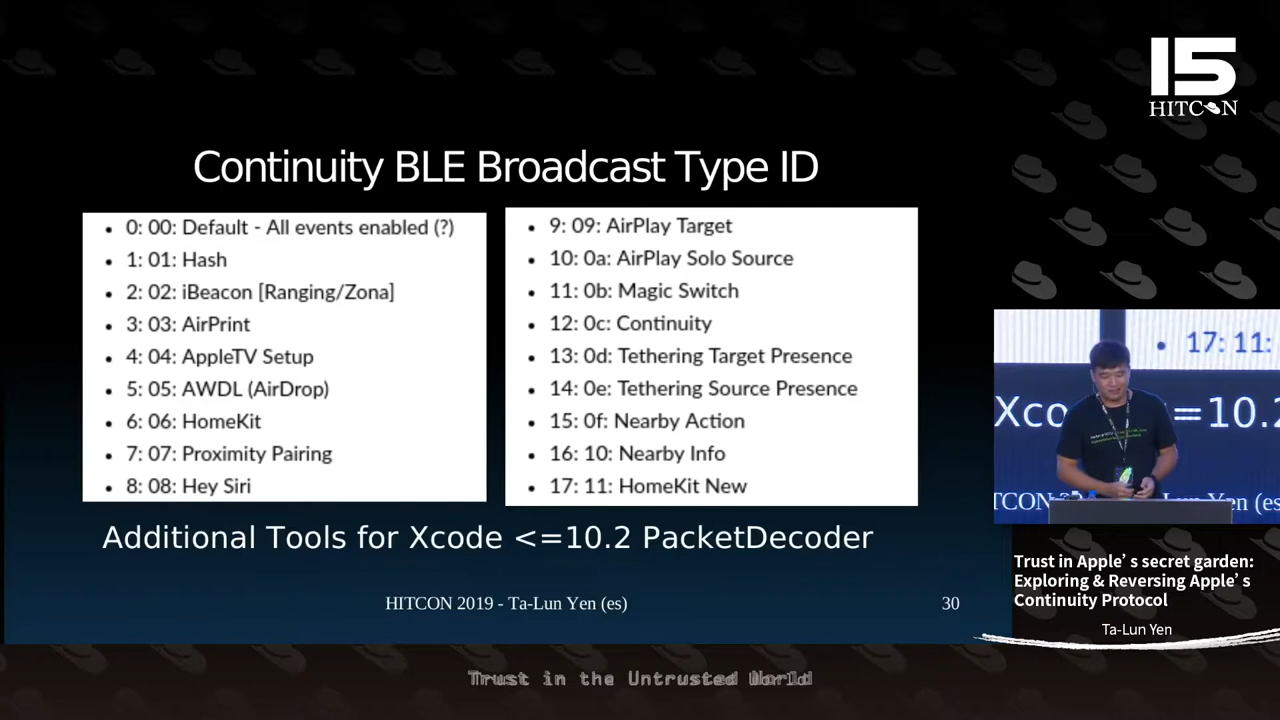 15
HITCON
Continuity BLE Broadcast Type ID
• 0: 00: Default - All events enabled (?)
• 1: 01: Hash
• 2: 02: iBeacon [Ranging/Zona]
• 3: 03: AirPrint
• 4: 04: AppleTV Setup
• 5: 05: AWDL (AirDrop)
• 6: 06: HomeKit
• 7: 07: Proximity Pairing
• 8: 08: Hey Siri
• 9: 09: AirPlay Target
• 10: 0a: AirPlay Solo Source
• 11: 0b: Magic Switch
• 12: 0c: Continuity
• 13: 0d: Tethering Target Presence
• 14: 0e: Tethering Source Presence
• 15: 0f: Nearby Action
• 16: 10: Nearby Info
• 17: 11: HomeKit New
Additional Tools for Xcode <=10.2 PacketDecoder
HITCON 2019 - Ta-Lun Yen (es)
30
• 17: 11:
Xco <=10.2
Trust in Apple’s secret garden:
Exploring & Reversing Apple’s
Continuity Protocol
Ta-Lun Yen
Trust in the Untrusted World